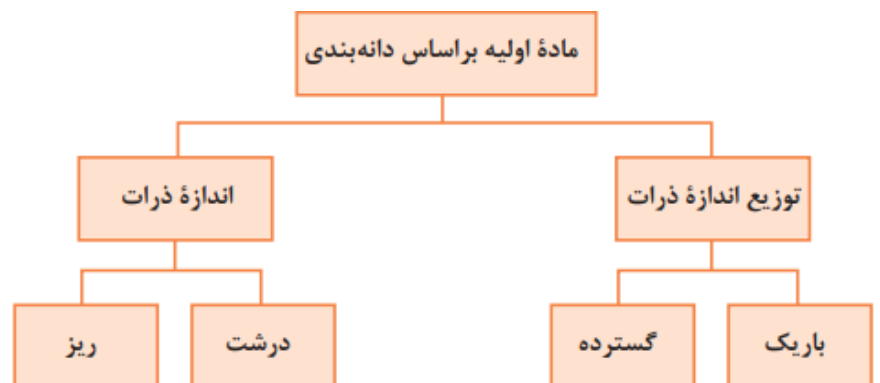 مادهٔ اولیه براساس دانه‌بندی
توزیع اندازهٔ ذرات
اندازهٔ ذرات
باریک
گسترده
درشت
ریز